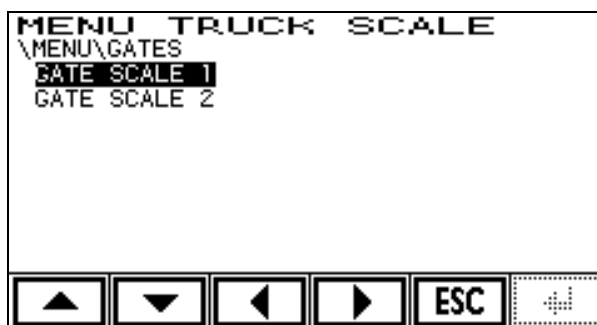 MENU TRUCK SCALE
\MENU\GATES
GATE SCALE 1
GATE SCALE 2
ESC